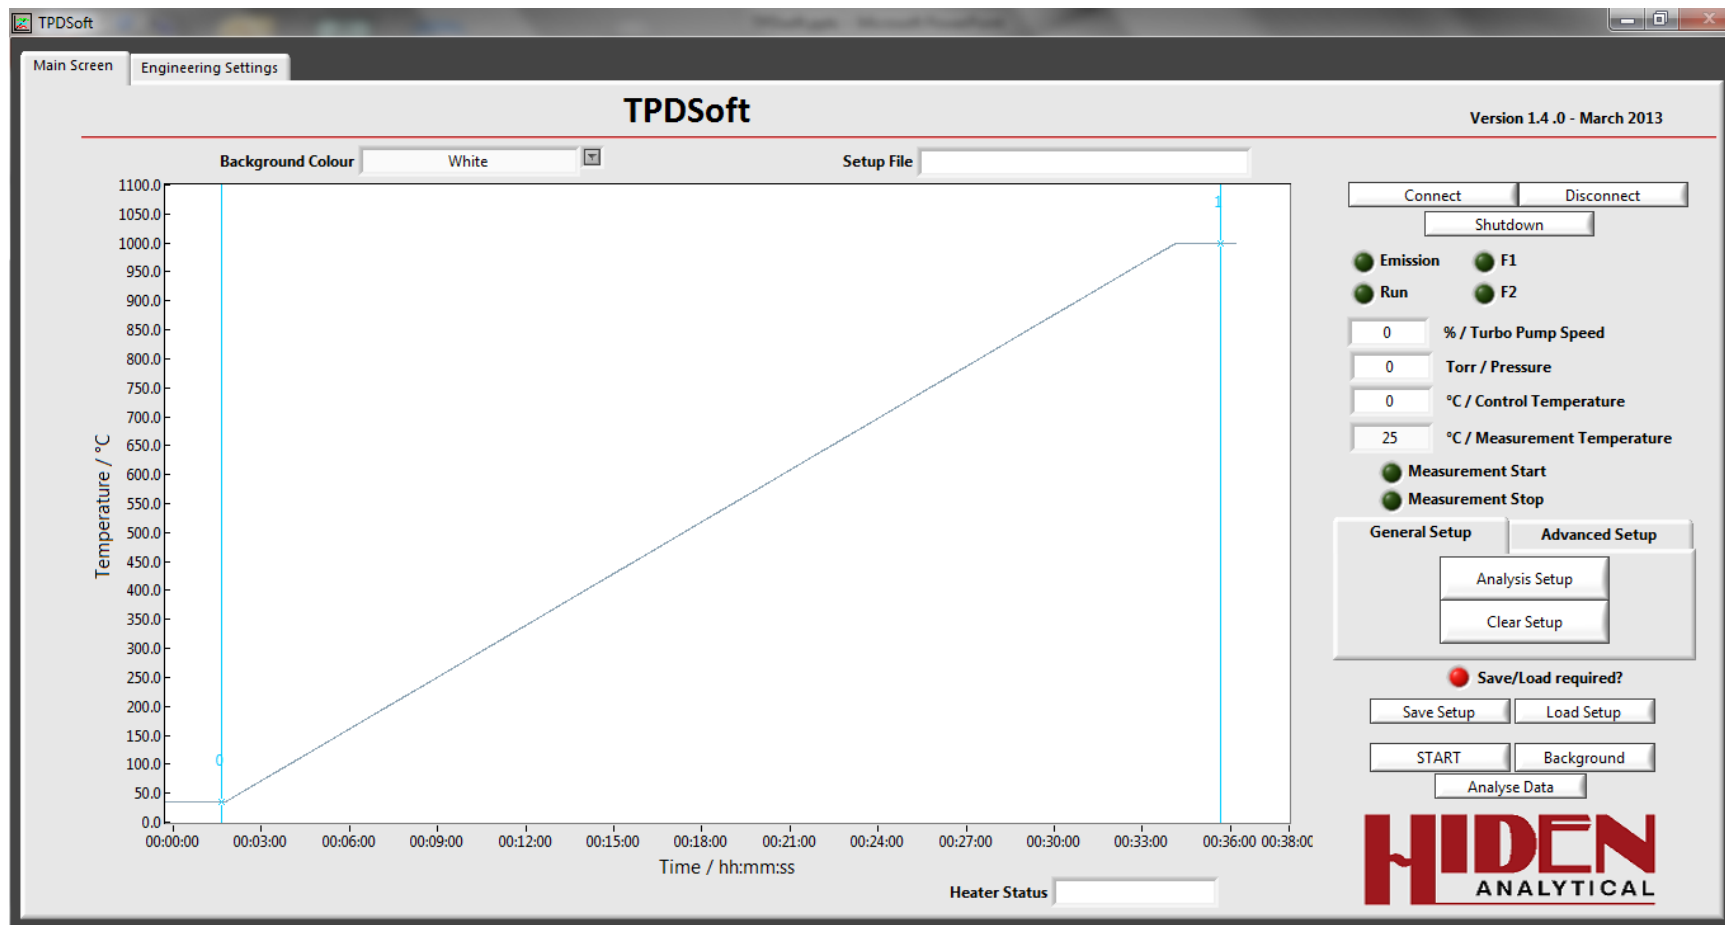 TPDSoft
Main Screen
Engineering Settings
TPDSoft
Version 1.4 .0 - March 2013
Background Colour
White
Setup File
1100.0
1050.0
1000.0
950.0
900.0
850.0
800.0
750.0
700.0
650.0
600.0
550.0
500.0
450.0
400.0
350.0
300.0
250.0
200.0
150.0
100.0
50.0
0.0
Temperature / °C
0
1
00:00:00 00:03:00 00:06:00 00:09:00 00:12:00 00:15:00 00:18:00 00:21:00 00:24:00 00:27:00 00:30:00 00:33:00 00:36:00 00:38:00
Time / hh:mm:ss
Heater Status
Connect
Disconnect
Shutdown
Emission
F1
Run
F2
0 % / Turbo Pump Speed
0 Torr / Pressure
0 °C / Control Temperature
25 °C / Measurement Temperature
Measurement Start
Measurement Stop
General Setup
Advanced Setup
Analysis Setup
Clear Setup
Save/Load required?
Save Setup
Load Setup
START
Background
Analyse Data
HIDEN
ANALYTICAL